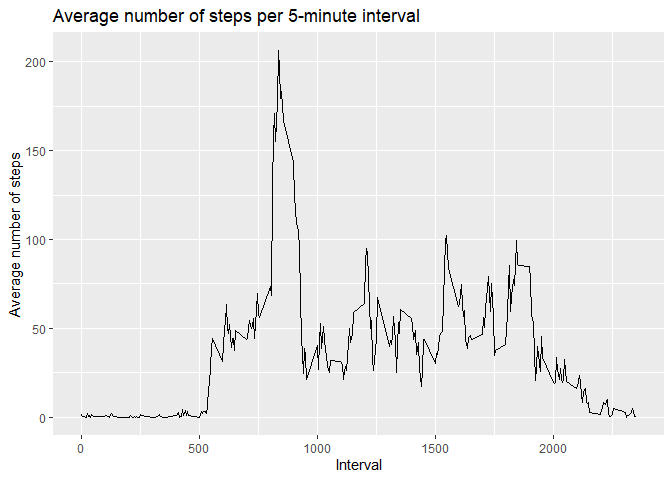 Average number of steps per 5-minute interval
200
150
100
50
0
Average number of steps
0 500 1000 1500 2000
Interval